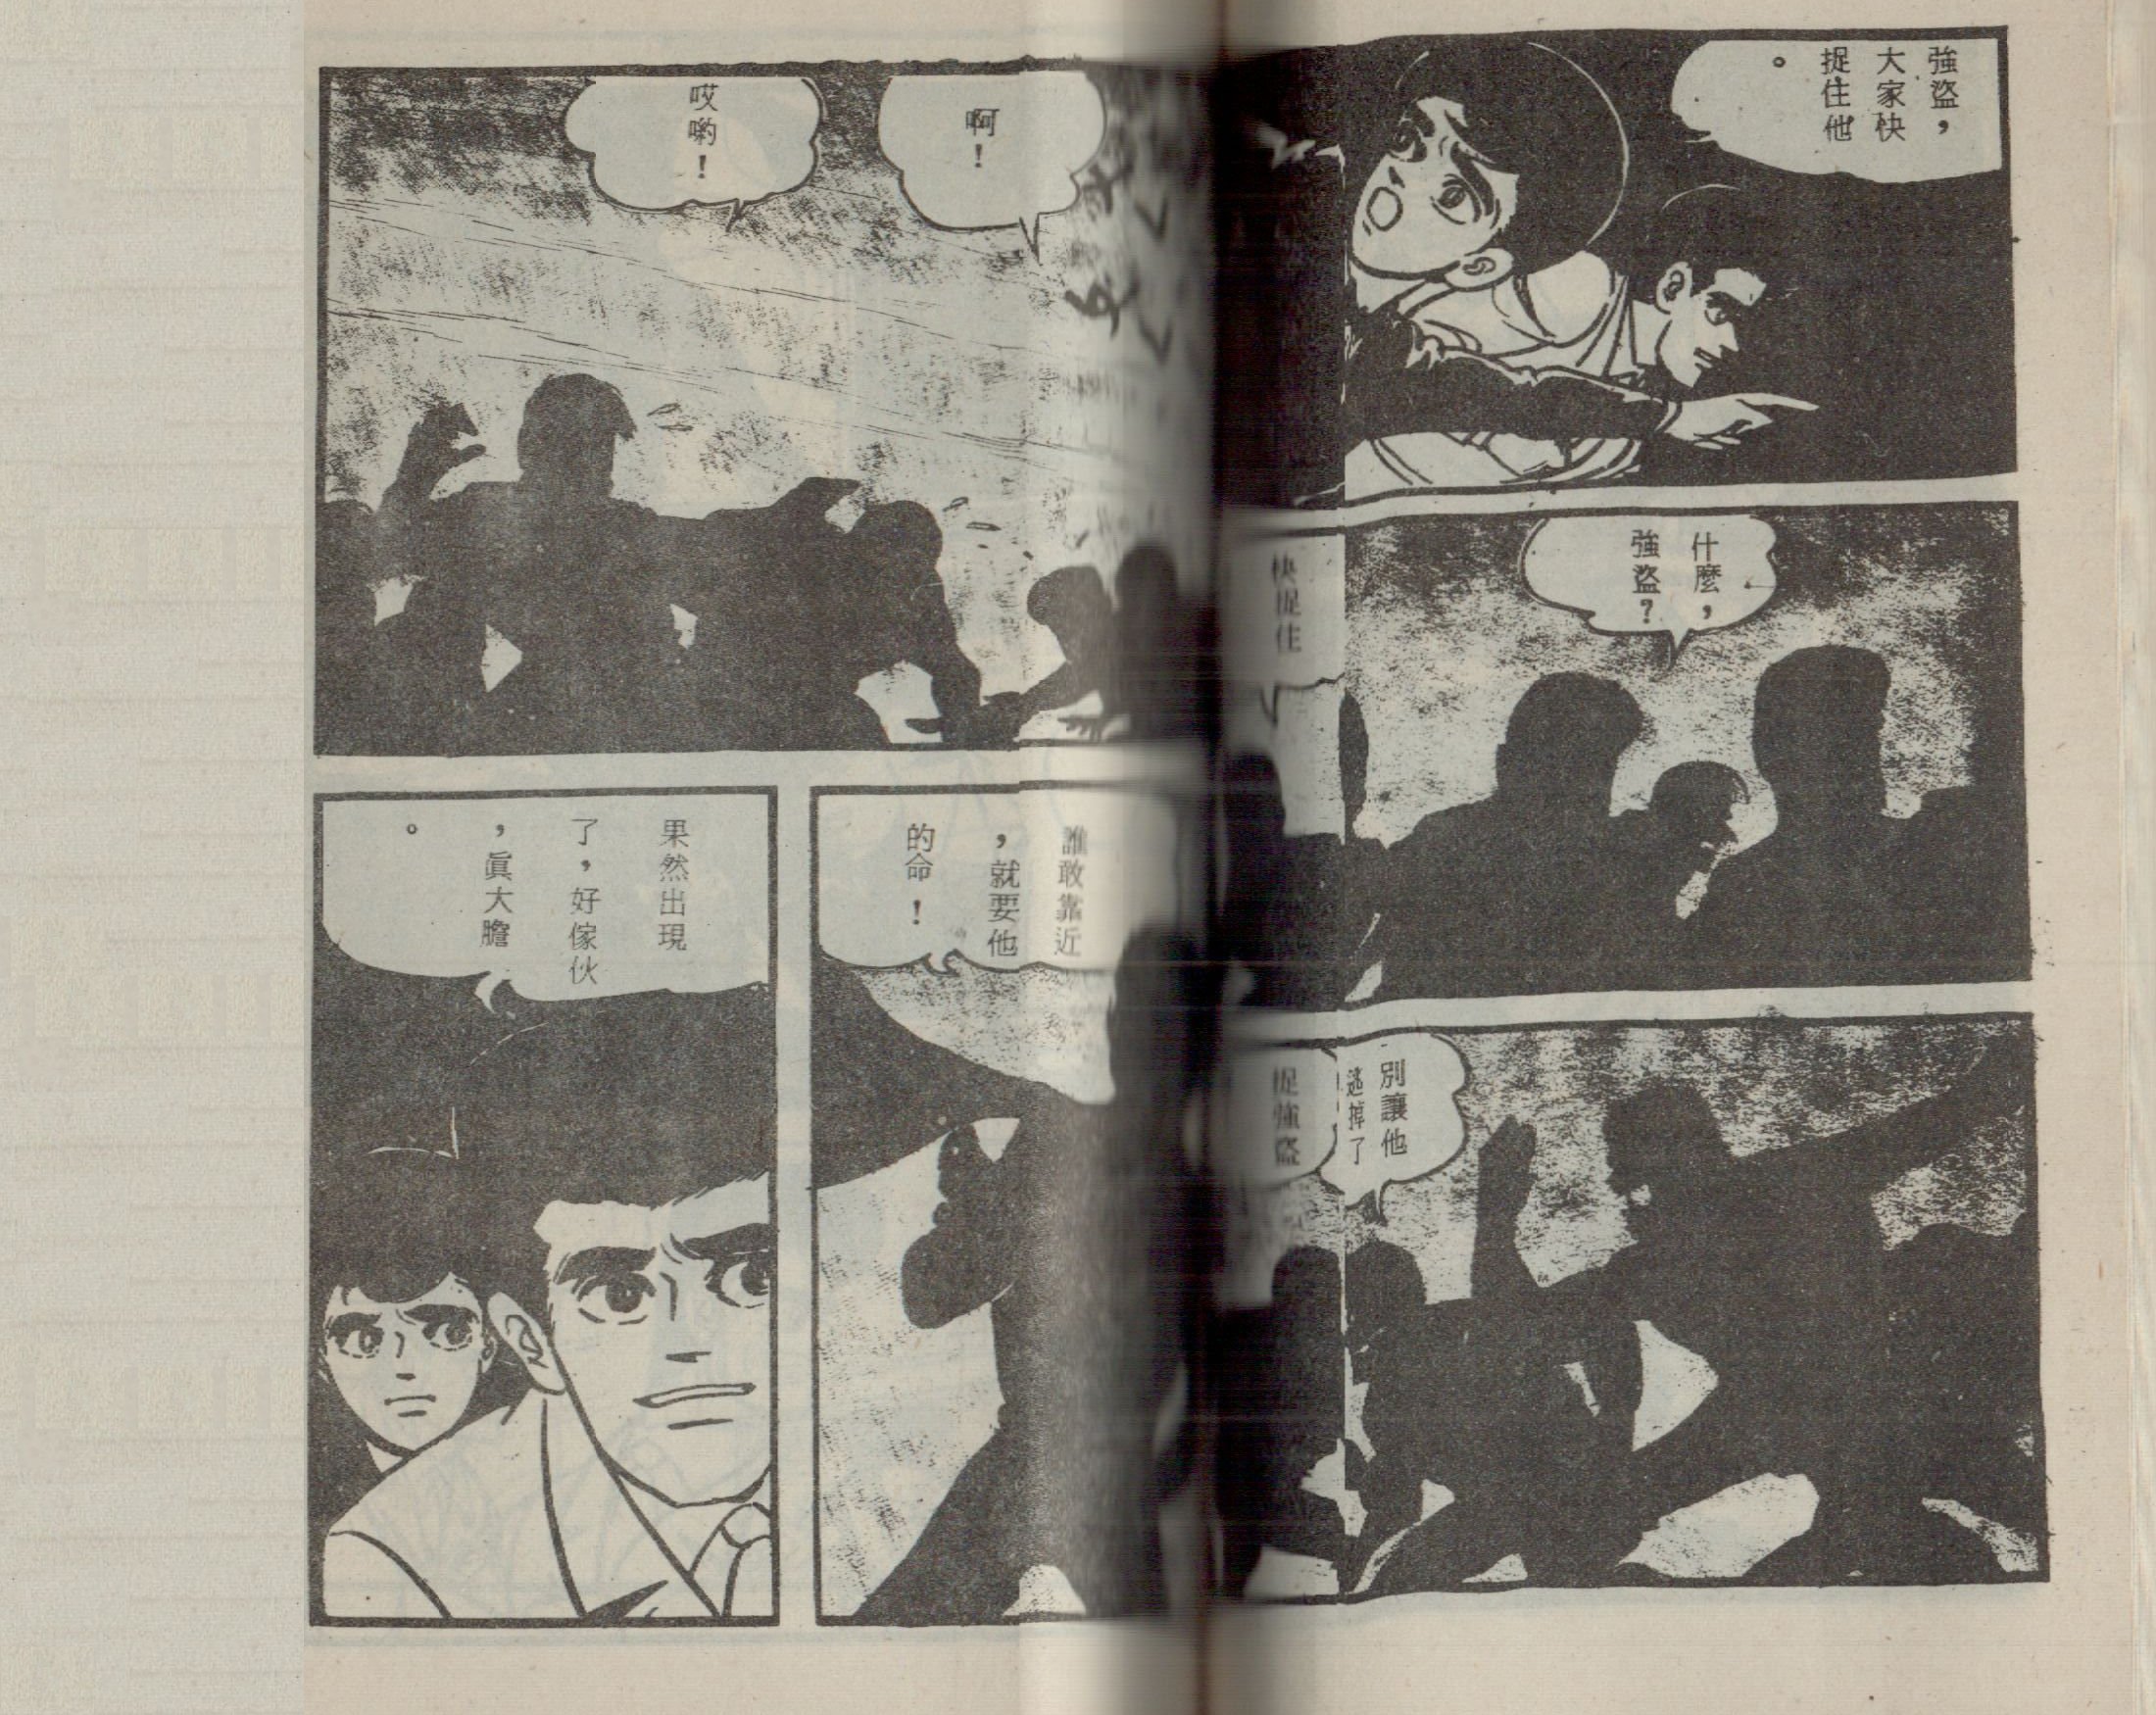 強盜，
大家快
捉住他
。
什麼，
強盜？
快捉住
別讓他
逃掉了
捉強盜
啊！
哎喲！
誰敢靠近
，就要他
的命！
果然出現
了，好傢伙
，眞大膽
。